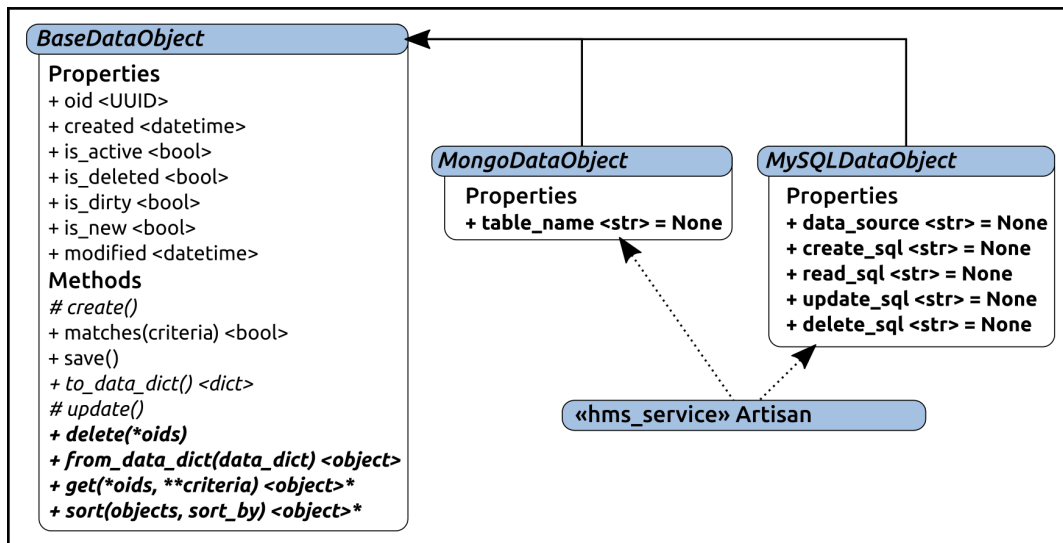 BaseDataObject
Properties
+ oid <UUID>
+ created <datetime>
+ is_active <bool>
+ is_deleted <bool>
+ is_dirty <bool>
+ is_new <bool>
+ modified <datetime>
Methods
# create()
+ matches(criteria) <bool>
+ save()
+ to_data_dict() <dict>
# update()
+ delete(*oids)
+ from_data_dict(data_dict) <object>
+ get(*oids, **criteria) <object>*
+ sort(objects, sort_by) <object>*
MongoDataObject
Properties
+ table_name <str> = None
MySQLDataObject
Properties
+ data_source <str> = None
+ create_sql <str> = None
+ read_sql <str> = None
+ update_sql <str> = None
+ delete_sql <str> = None
«hms_service» Artisan